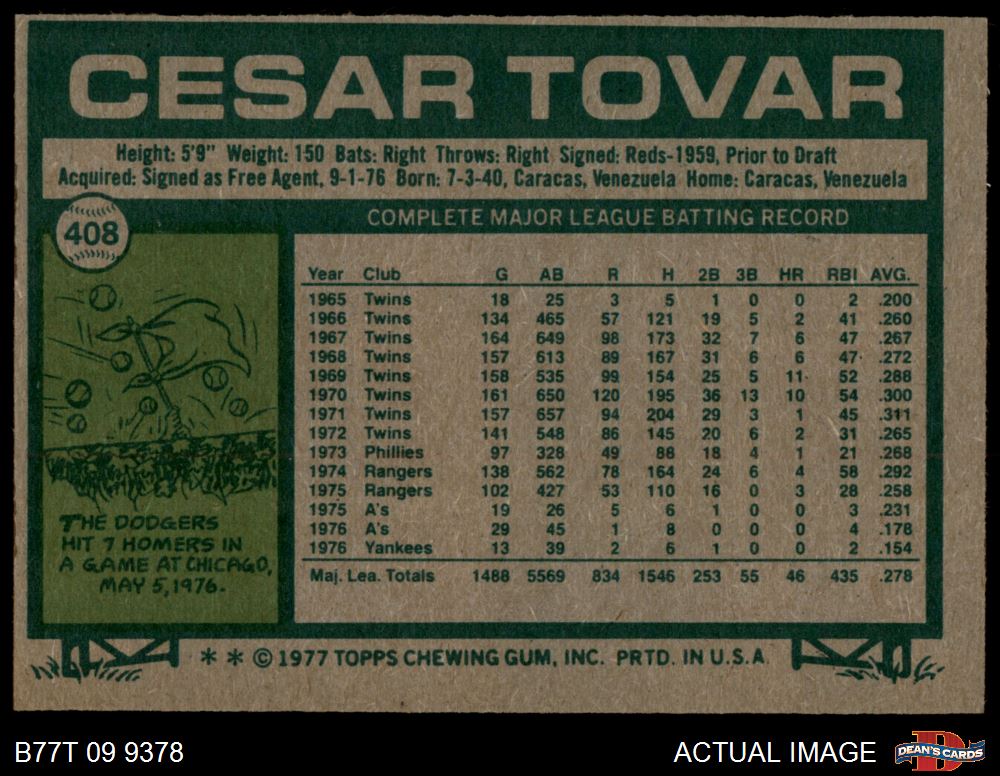 CESAR TOVAR
Height: 5'9" Weight: 150 Bats: Right Throws: Right Signed: Reds-1959, Prior to Draft
Acquired: Signed as Free Agent, 9-1-76 Born: 7-3-40, Caracas, Venezuela Home: Caracas, Venezuela
408
COMPLETE MAJOR LEAGUE BATTING RECORD
Year Club G AB R H 2B 3B HR RBI AVG.
1965 Twins 18 25 3 5 1 0 0 2 .200
1966 Twins 134 465 57 121 19 5 2 41 .260
1967 Twins 164 649 98 173 32 7 6 47 .267
1968 Twins 157 613 89 167 31 6 6 47 .272
1969 Twins 158 535 99 154 25 5 11 52 .288
1970 Twins 161 650 120 195 36 13 10 54 .300
1971 Twins 157 657 94 204 29 3 1 45 .311
1972 Twins 141 548 86 145 20 6 2 31 .265
1973 Phillies 97 328 49 88 18 4 1 21 .268
1974 Rangers 138 562 78 164 24 6 4 58 .292
1975 Rangers 102 427 53 110 16 0 3 28 .258
1975 A's 19 26 5 6 1 0 0 3 .231
1976 A's 29 45 1 8 0 0 0 4 .178
1976 Yankees 13 39 2 6 1 0 0 2 .154
Maj. Lea. Totals 1488 5569 834 1546 253 55 46 435 .278
THE DODGERS
HIT 7 HOMERS IN
A GAME AT CHICAGO,
MAY 5, 1976.
* * © 1977 TOPPS CHEWING GUM, INC. PRTD. IN U.S.A.
B77T 09 9378
ACTUAL IMAGE
DEAN'S CARDS